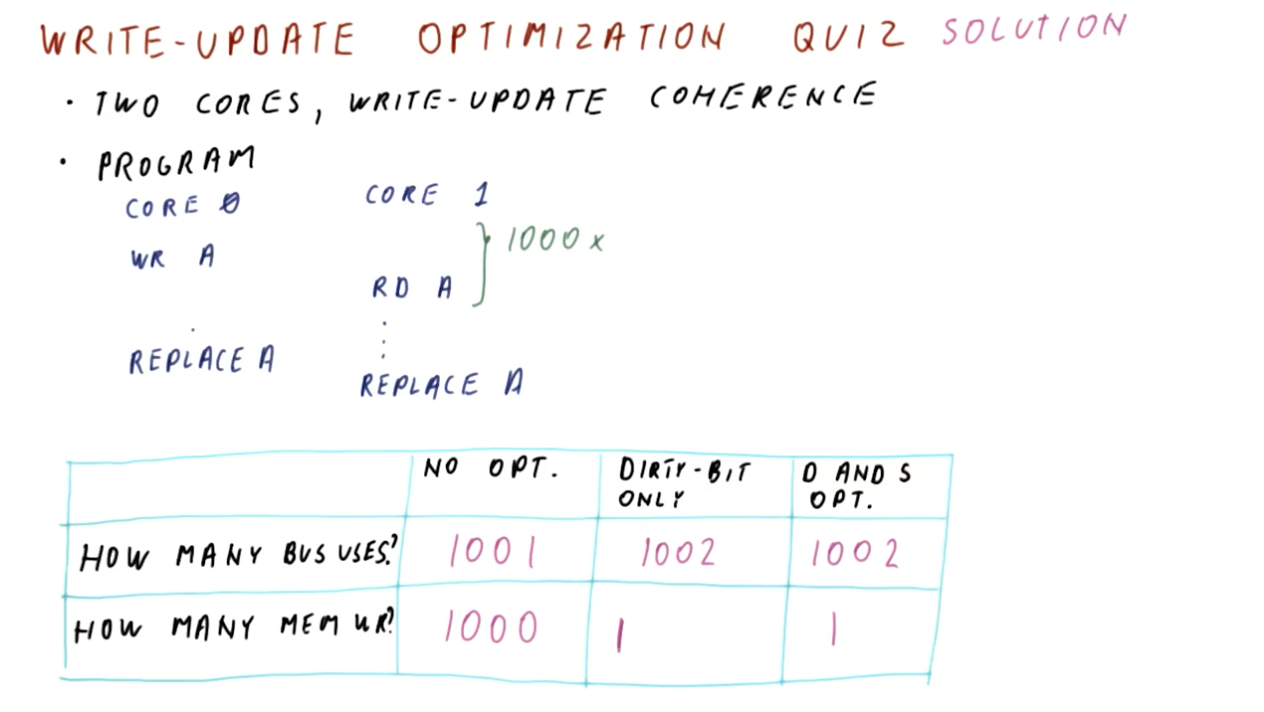 WRITE-UPDATE OPTIMIZATION QUIZ SOLUTION
• TWO CORES, WRITE-UPDATE COHERENCE
• PROGRAM
CORE 0 CORE 1
WR A } 1000x
RD A
REPLACE A
REPLACE A
NO OPT. DIRTY-BIT ONLY D AND S OPT.
HOW MANY BUS USES? 1001 1002 1002
HOW MANY MEM WR? 1000 1 1